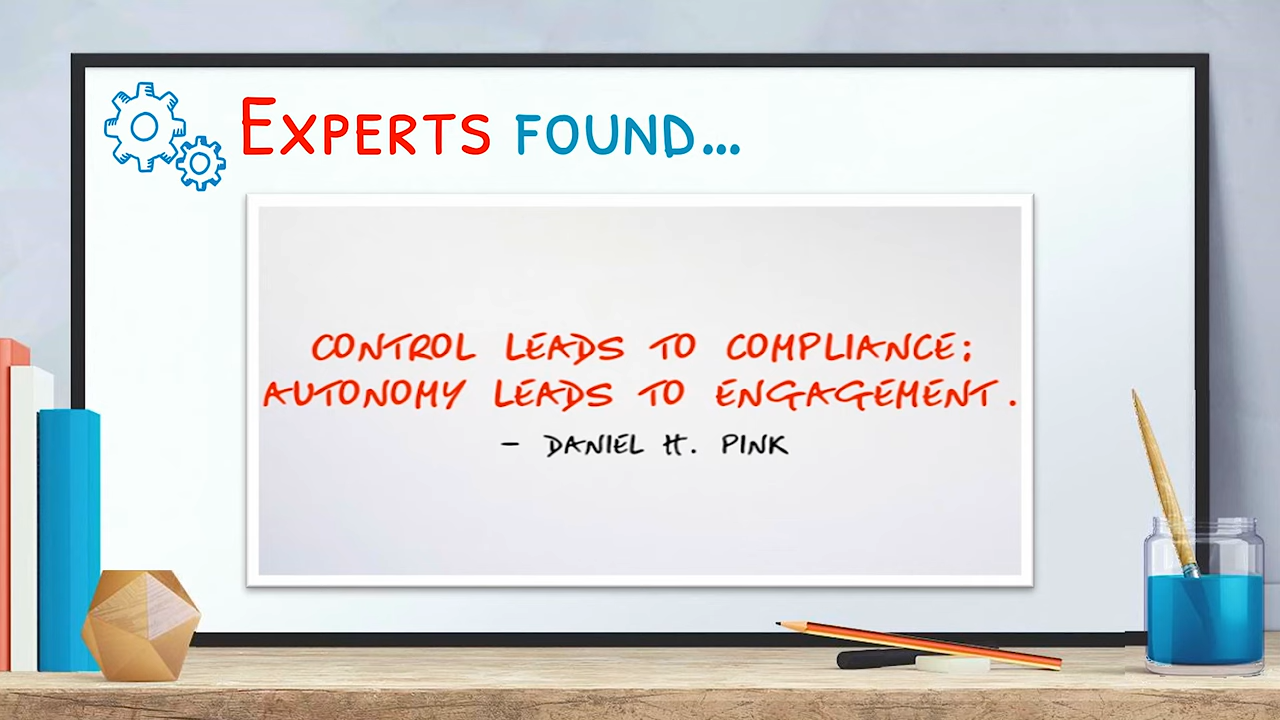 EXPERTS FOUND...
CONTROL LEADS TO COMPLIANCE;
AUTONOMY LEADS TO ENGAGEMENT.
- DANIEL H. PINK